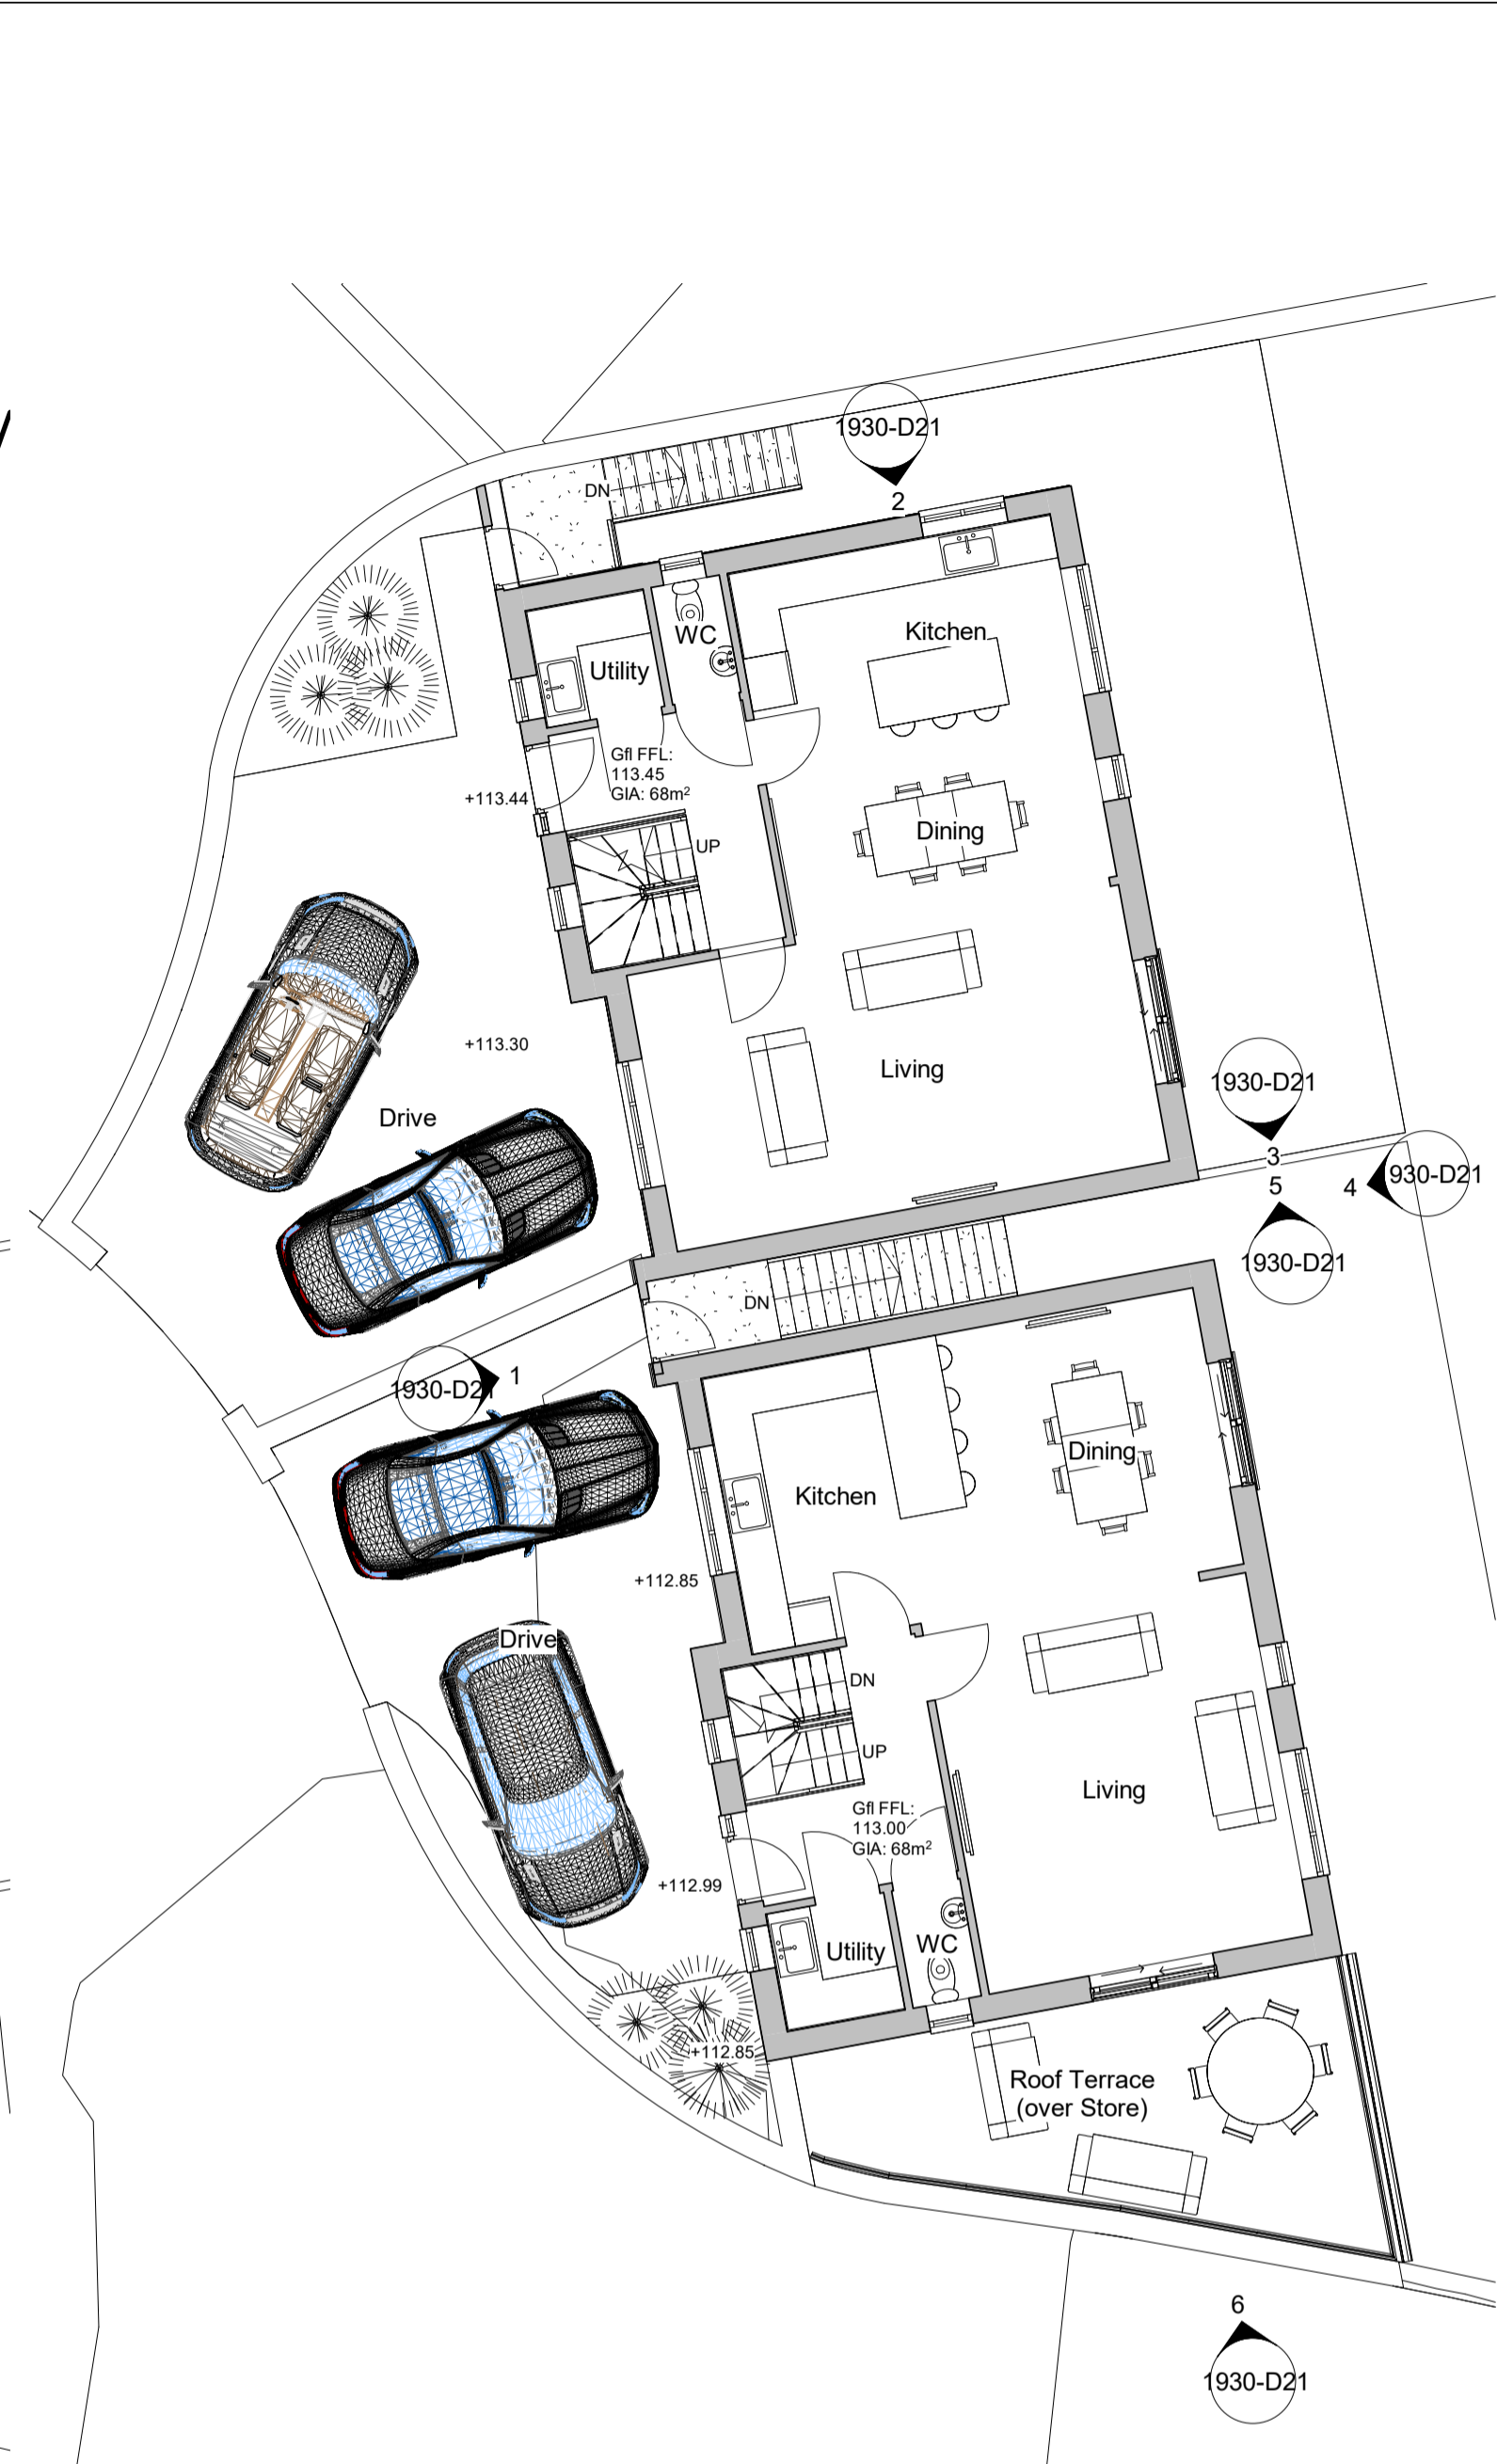 1930-D21
2
DN
Kitchen
WC
Utility
Gfl FFL:
113.45
GIA: 68m²
+113.44
Dining
UP
+113.30
Living
Drive
1930-D21
3
5
4
930-D21
1930-D21
DN
1930-D21
1
Dining
Kitchen
+112.85
Drive
DN
UP
Living
Gfl FFL:
113.00
GIA: 68m²
+112.99
Utility
WC
+112.85
Roof Terrace
(over Store)
6
1930-D21